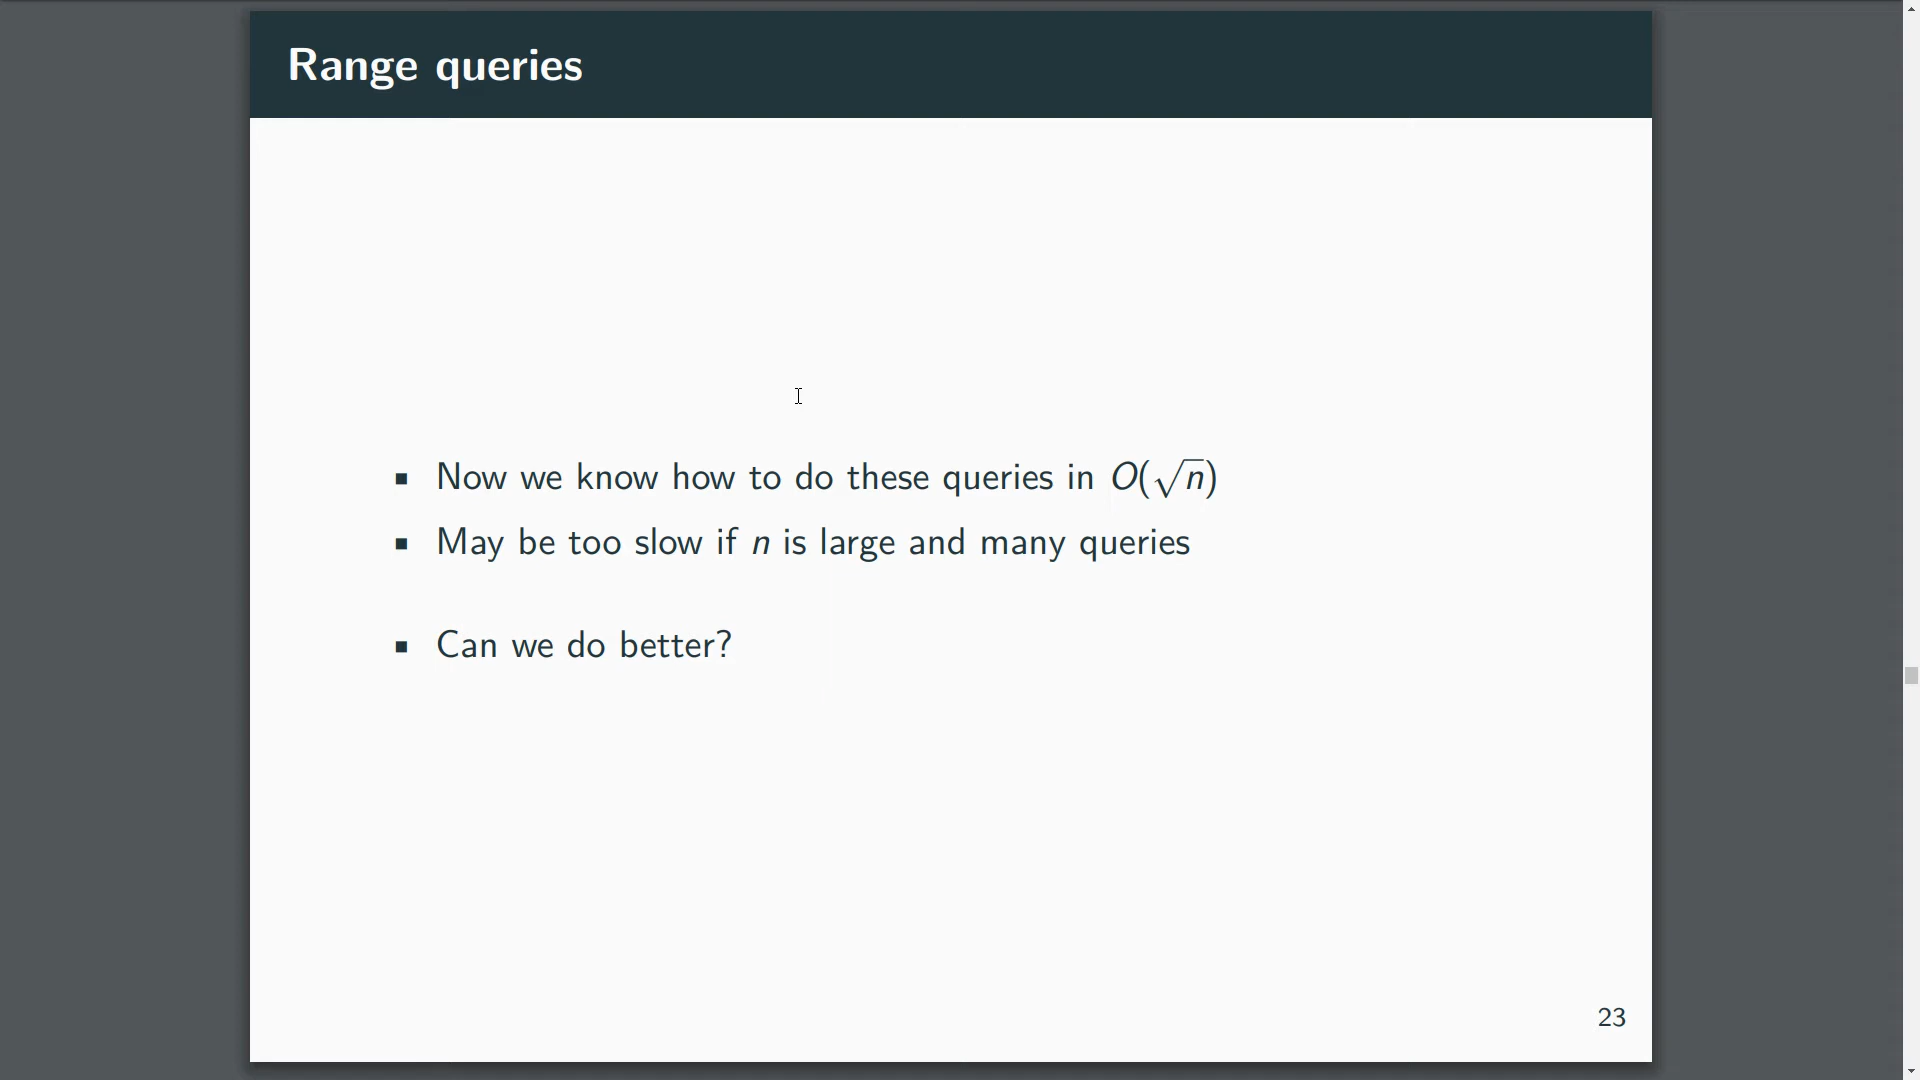 Range queries
▪ Now we know how to do these queries in O(√n)
▪ May be too slow if n is large and many queries
▪ Can we do better?
23